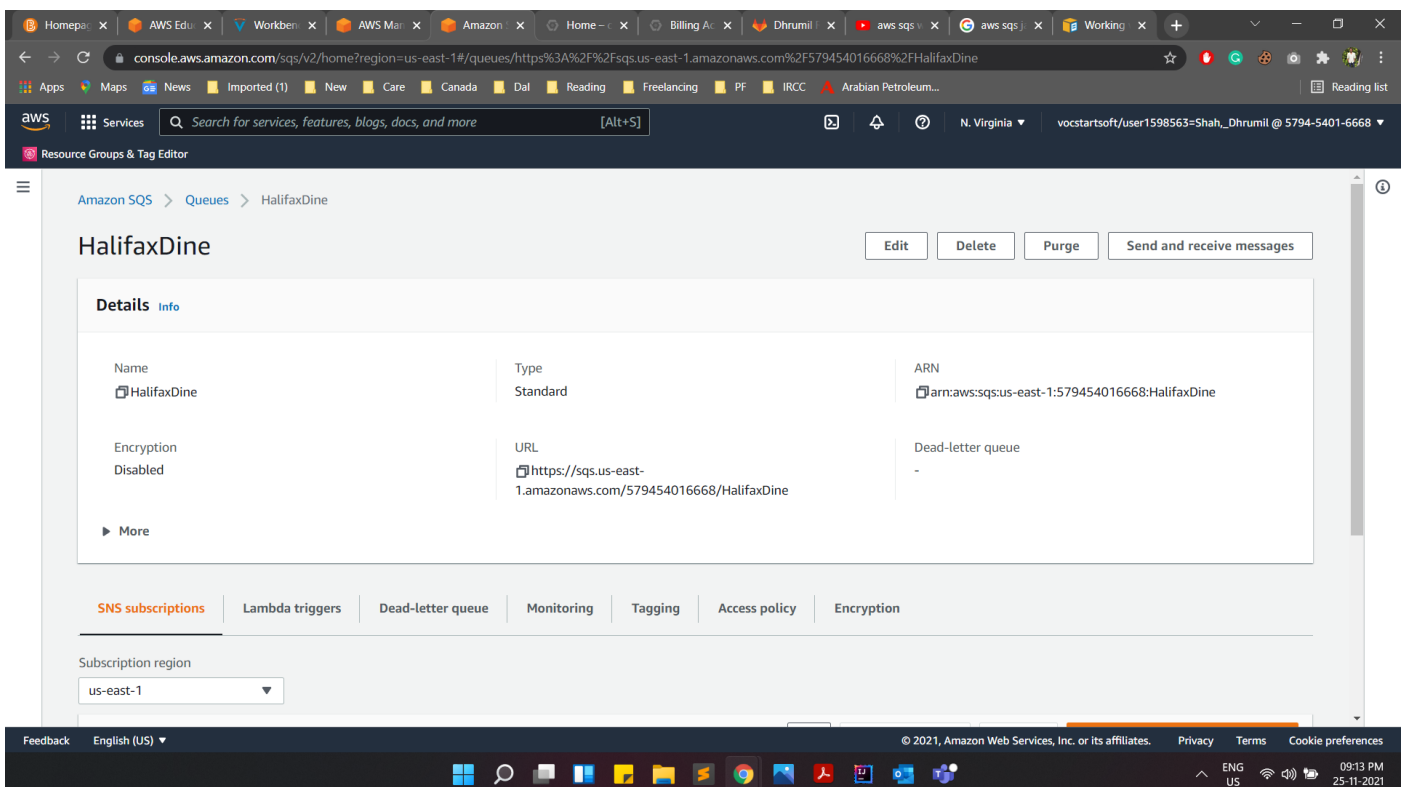 Homepag AWS Edu Workben AWS Man Amazon S Home – c Billing Ac Dhrumil aws sqs w aws sqs ja Working
console.aws.amazon.com/sqs/v2/home?region=us-east-1#/queues/https%3A%2F%2Fsqs.us-east-1.amazonaws.com%2F579454016668%2FHalifaxDine
Apps Maps News Imported (1) New Care Canada Dal Reading Freelancing PF IRCC Arabian Petroleum... Reading list
aws Services Search for services, features, blogs, docs, and more [Alt+S] N. Virginia ▼ vocstartsoft/user1598563=Shah,_Dhrumil @ 5794-5401-6668 ▼
Resource Groups & Tag Editor
Amazon SQS > Queues > HalifaxDine
HalifaxDine Edit Delete Purge Send and receive messages
Details Info
Name Type ARN
HalifaxDine Standard arn:aws:sqs:us-east-1:579454016668:HalifaxDine
Encryption URL Dead-letter queue
Disabled https://sqs.us-east- -
1.amazonaws.com/579454016668/HalifaxDine
▶ More
SNS subscriptions Lambda triggers Dead-letter queue Monitoring Tagging Access policy Encryption
Subscription region
us-east-1 ▼
Feedback English (US) ▼ © 2021, Amazon Web Services, Inc. or its affiliates. Privacy Terms Cookie preferences
ENG 09:13 PM
US 25-11-2021